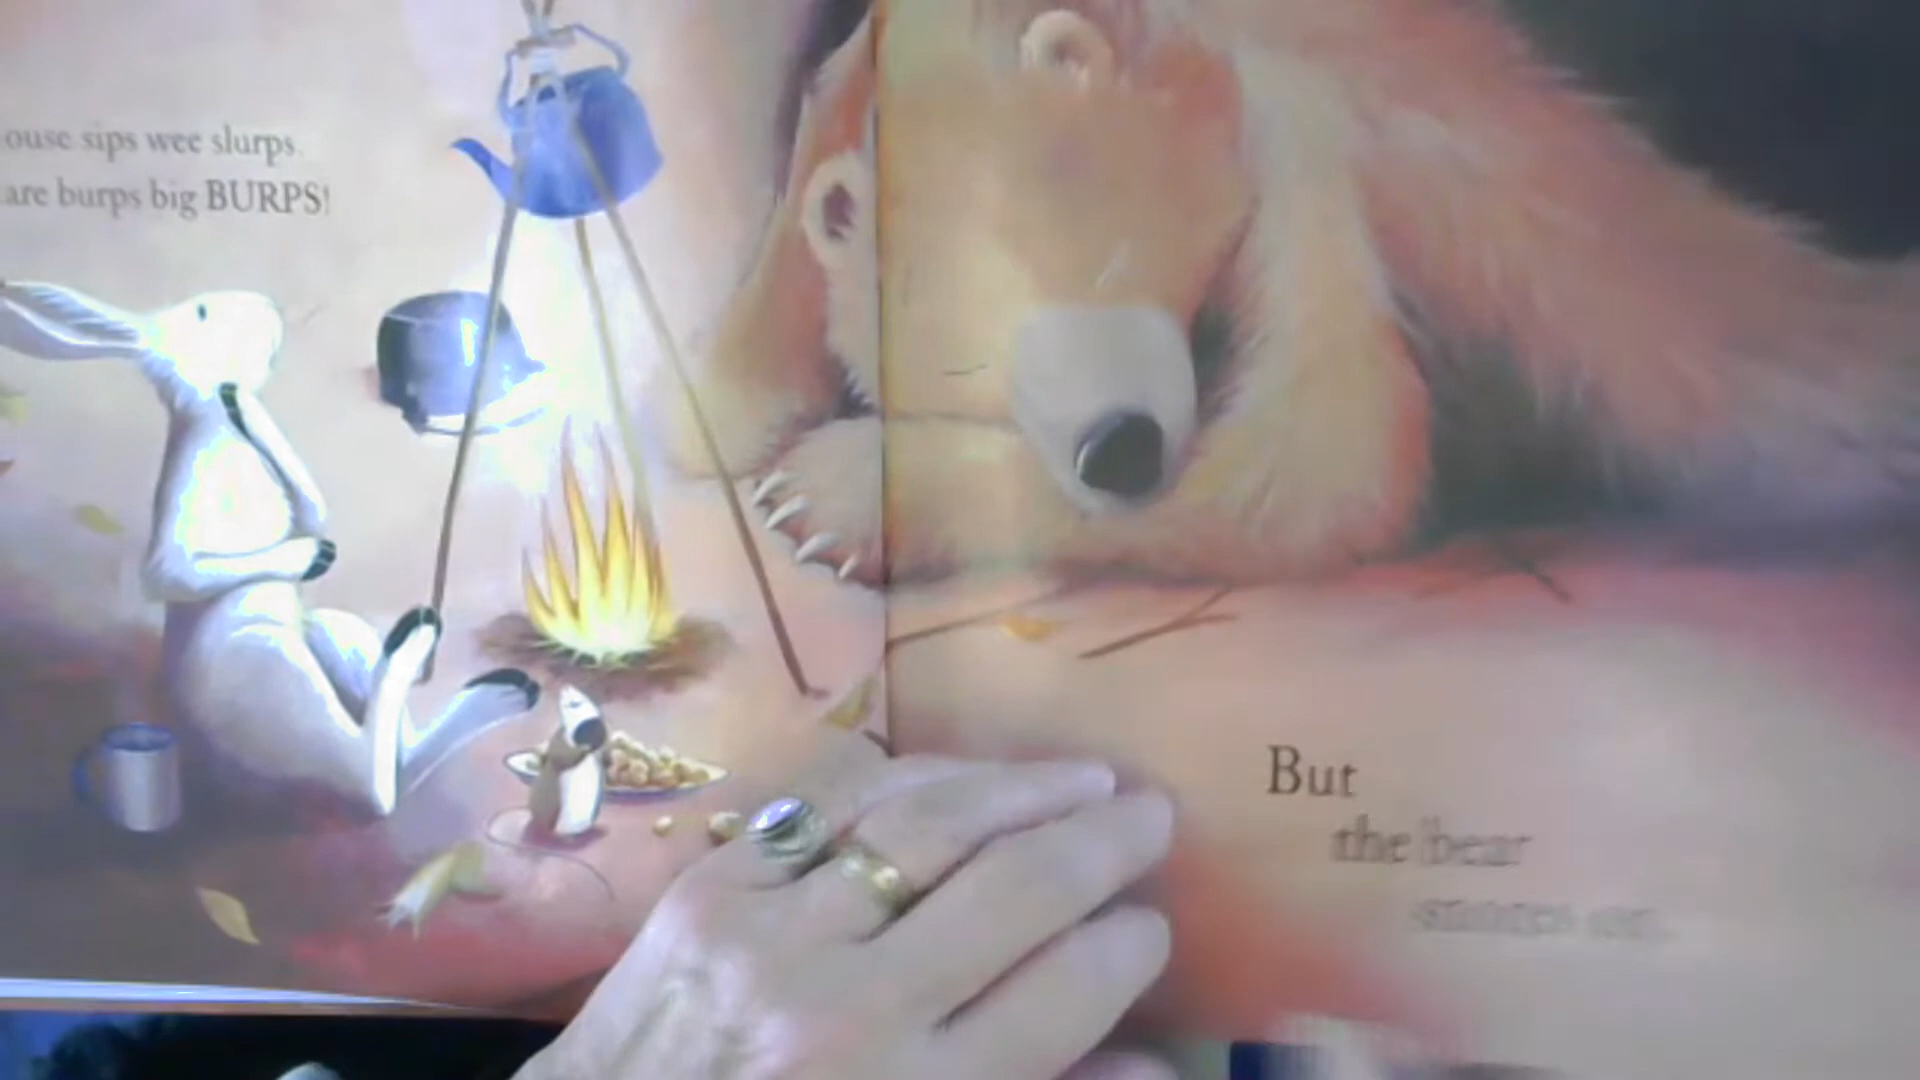 ouse sips wee slurps.
are burps big BURPS!
But
the bear
snores on.